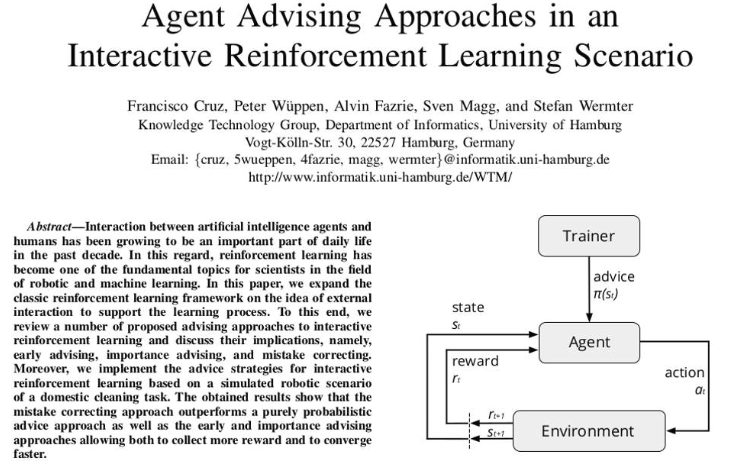 Agent Advising Approaches in an
Interactive Reinforcement Learning Scenario
Francisco Cruz, Peter Wüppen, Alvin Fazrie, Sven Magg, and Stefan Wermter
Knowledge Technology Group, Department of Informatics, University of Hamburg
Vogt-Kölln-Str. 30, 22527 Hamburg, Germany
Email: {cruz, 5wueppen, 4fazrie, magg, wermter}@informatik.uni-hamburg.de
http://www.informatik.uni-hamburg.de/WTM/
Abstract—Interaction between artificial intelligence agents and
humans has been growing to be an important part of daily life
in the past decade. In this regard, reinforcement learning has
become one of the fundamental topics for scientists in the field
of robotic and machine learning. In this paper, we expand the
classic reinforcement learning framework on the idea of external
interaction to support the learning process. To this end, we
review a number of proposed advising approaches to interactive
reinforcement learning and discuss their implications, namely,
early advising, importance advising, and mistake correcting.
Moreover, we implement the advice strategies for interactive
reinforcement learning based on a simulated robotic scenario
of a domestic cleaning task. The obtained results show that the
mistake correcting approach outperforms a purely probabilistic
advice approach as well as the early and importance advising
approaches allowing both to collect more reward and to converge
faster.
Trainer
advice
π(sₜ)
state
sₜ
Agent
reward
rₜ
action
aₜ
rₜ₊₁
sₜ₊₁
Environment